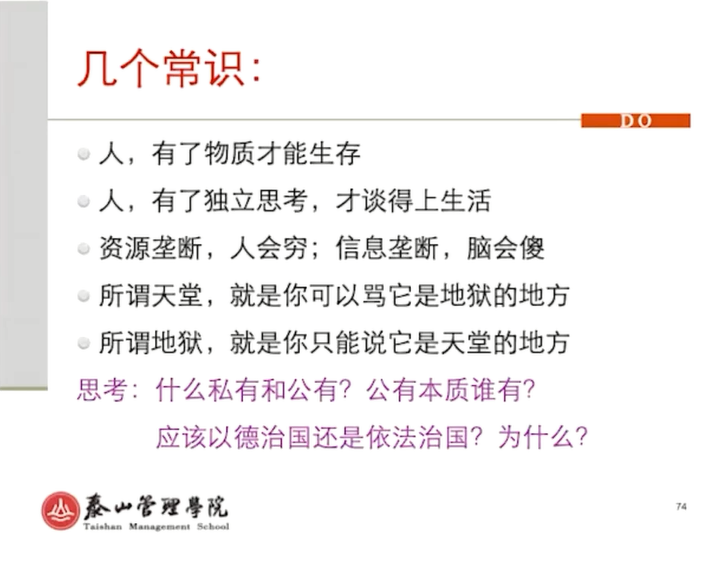 几个常识：
DO
人，有了物质才能生存
人，有了独立思考，才谈得上生活
资源垄断，人会穷；信息垄断，脑会傻
所谓天堂，就是你可以骂它是地狱的地方
所谓地狱，就是你只能说它是天堂的地方
思考：什么私有和公有？公有本质谁有？
应该以德治国还是依法治国？为什么？
泰山管理學院
Taishan Management School
74